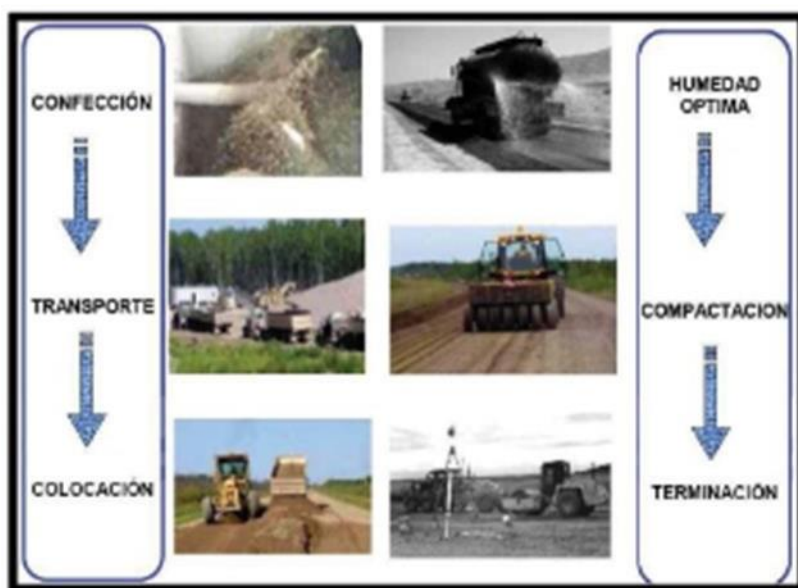 CONFECCIÓN
TRANSPORTE
COLOCACIÓN
HUMEDAD
OPTIMA
COMPACTACION
TERMINACIÓN